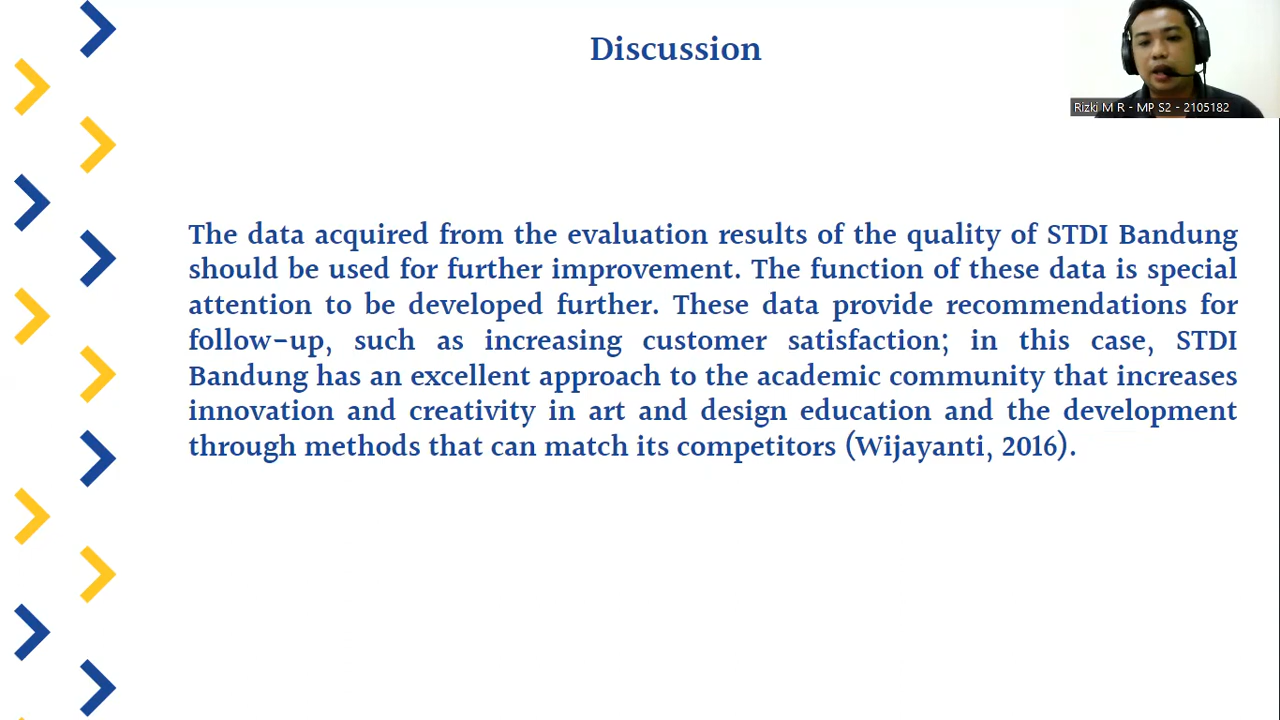 Discussion
Rizki M R - MP S2 - 2105182
The data acquired from the evaluation results of the quality of STDI Bandung
should be used for further improvement. The function of these data is special
attention to be developed further. These data provide recommendations for
follow-up, such as increasing customer satisfaction; in this case, STDI
Bandung has an excellent approach to the academic community that increases
innovation and creativity in art and design education and the development
through methods that can match its competitors (Wijayanti, 2016).